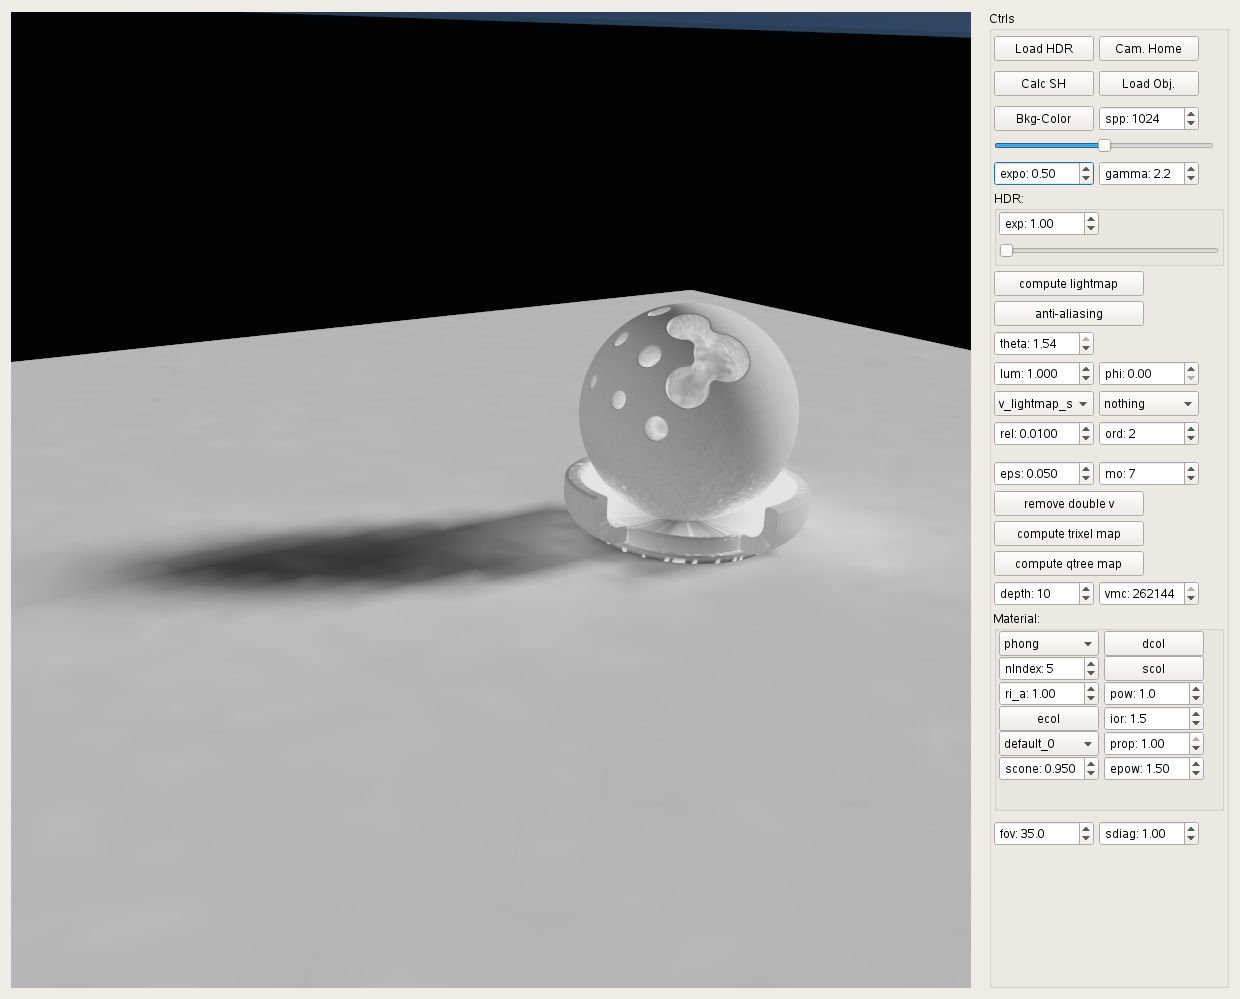 Ctrls
Load HDR Cam. Home
Calc SH Load Obj.
Bkg-Color spp: 1024
expo: 0.50 gamma: 2.2
HDR:
exp: 1.00
compute lightmap
anti-aliasing
theta: 1.54
lum: 1.000 phi: 0.00
v_lightmap_s nothing
rel: 0.0100 ord: 2
eps: 0.050 mo: 7
remove double v
compute trixel map
compute qtree map
depth: 10 vmc: 262144
Material:
phong dcol
nIndex: 5 scol
ri_a: 1.00 pow: 1.0
ecol ior: 1.5
default_0 prop: 1.00
scone: 0.950 epow: 1.50
fov: 35.0 sdiag: 1.00